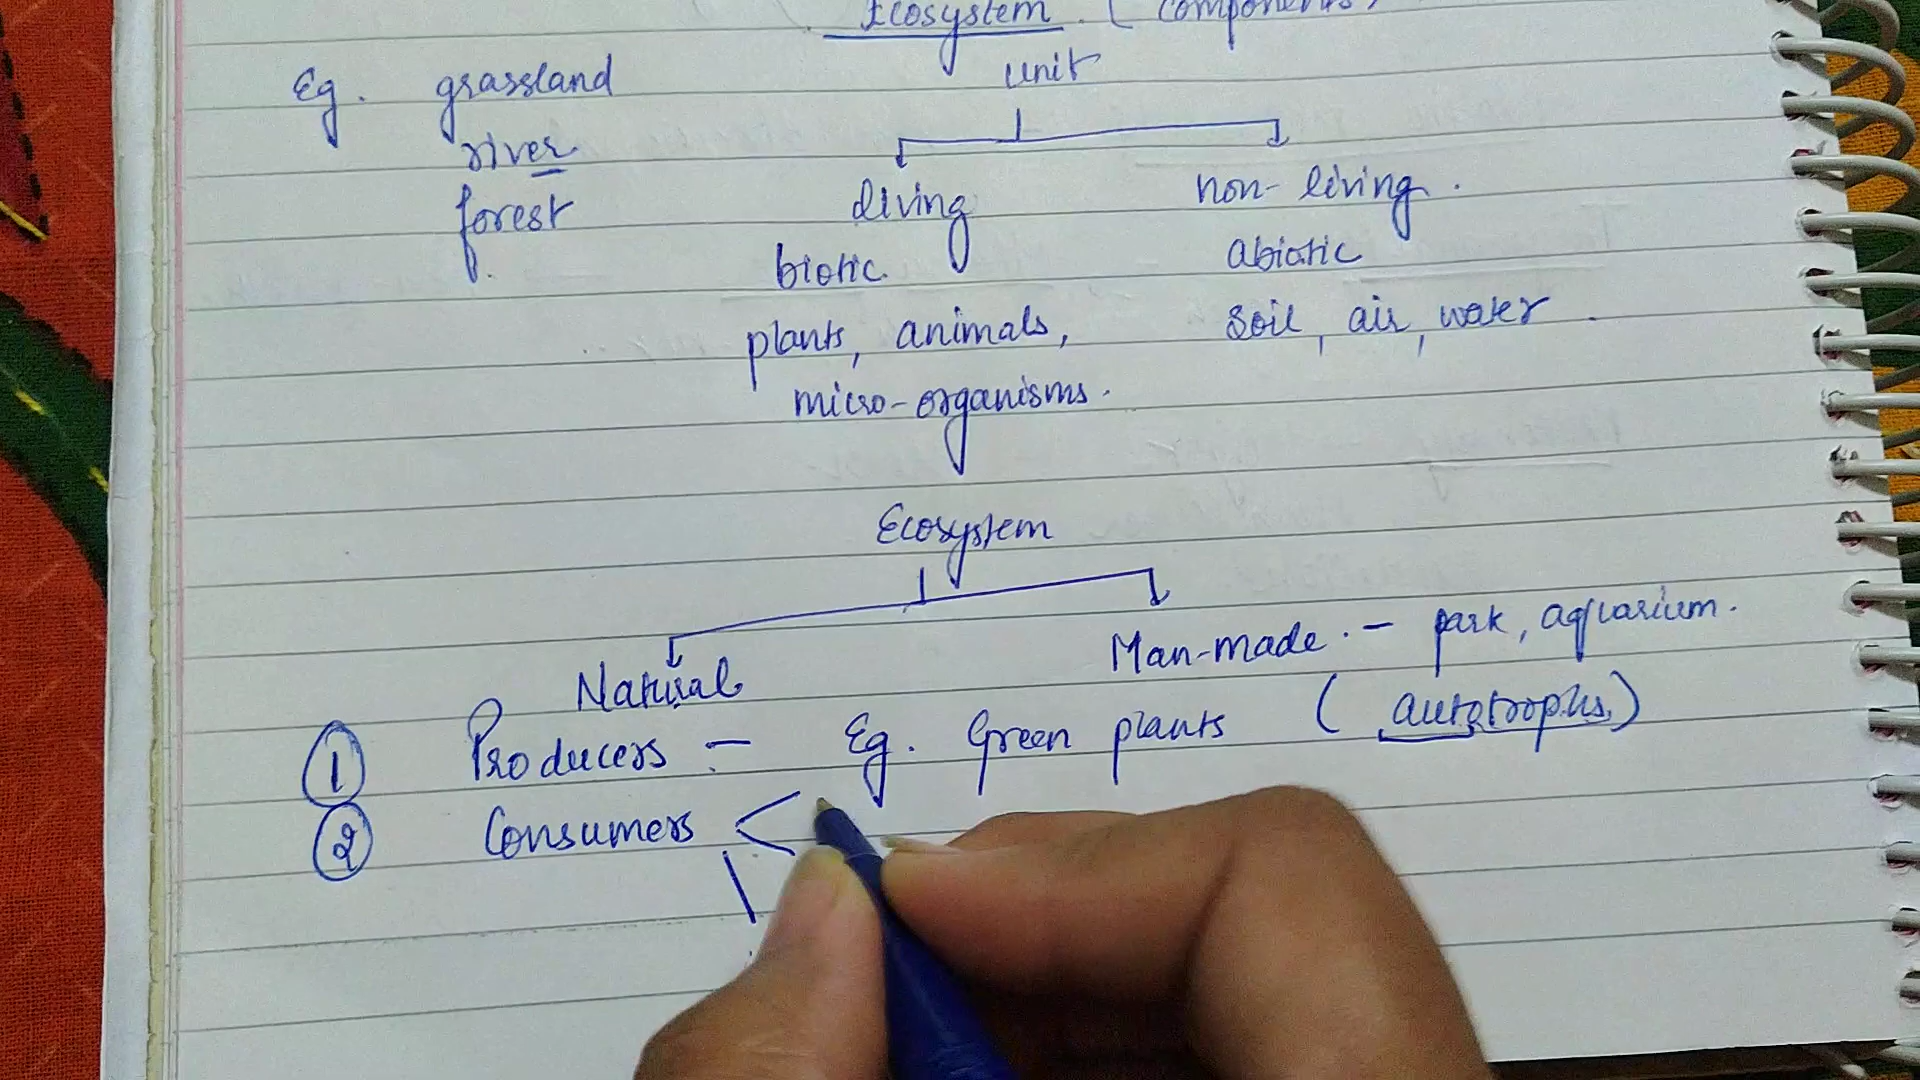 Ecosystem. (Components)
Eg. grassland
unit
river
forest
living
non-living.
biotic.
abiotic
plants, animals,
soil, air, water.
micro-organisms.
Ecosystem
Natural
Man-made. - park, aquarium.
1 Producers :- Eg. Green plants (autotrophs.)
2 Consumers